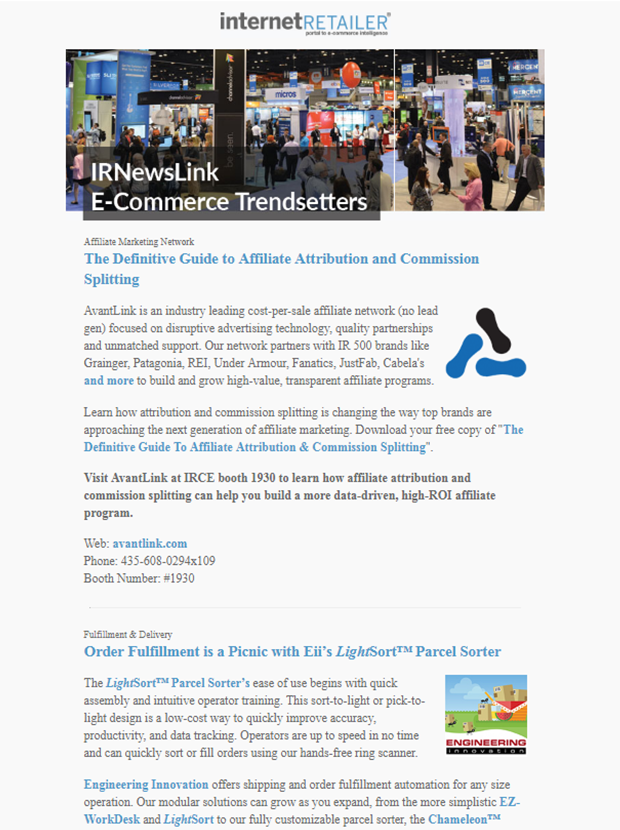 internetRETAILER®
portal to e-commerce intelligence
channeladvisor
micros
MERCENT
MERCENT
IRNewsLink
E-Commerce Trendsetters
Affiliate Marketing Network
The Definitive Guide to Affiliate Attribution and Commission
Splitting
AvantLink is an industry leading cost-per-sale affiliate network (no lead
gen) focused on disruptive advertising technology, quality partnerships
and unmatched support. Our network partners with IR 500 brands like
Grainger, Patagonia, REI, Under Armour, Fanatics, JustFab, Cabela's
and more to build and grow high-value, transparent affiliate programs.
Learn how attribution and commission splitting is changing the way top brands are
approaching the next generation of affiliate marketing. Download your free copy of "The
Definitive Guide To Affiliate Attribution & Commission Splitting".
Visit AvantLink at IRCE booth 1930 to learn how affiliate attribution and
commission splitting can help you build a more data-driven, high-ROI affiliate
program.
Web: avantlink.com
Phone: 435-608-0294x109
Booth Number: #1930
Fulfillment & Delivery
Order Fulfillment is a Picnic with Eii’s LightSort™ Parcel Sorter
The LightSort™ Parcel Sorter’s ease of use begins with quick
assembly and intuitive operator training. This sort-to-light or pick-to-
light design is a low-cost way to quickly improve accuracy,
productivity, and data tracking. Operators are up to speed in no time
and can quickly sort or fill orders using our hands-free ring scanner.
ENGINEERING
innovation
Engineering Innovation offers shipping and order fulfillment automation for any size
operation. Our modular solutions can grow as you expand, from the more simplistic EZ-
WorkDesk and LightSort to our fully customizable parcel sorter, the Chameleon™